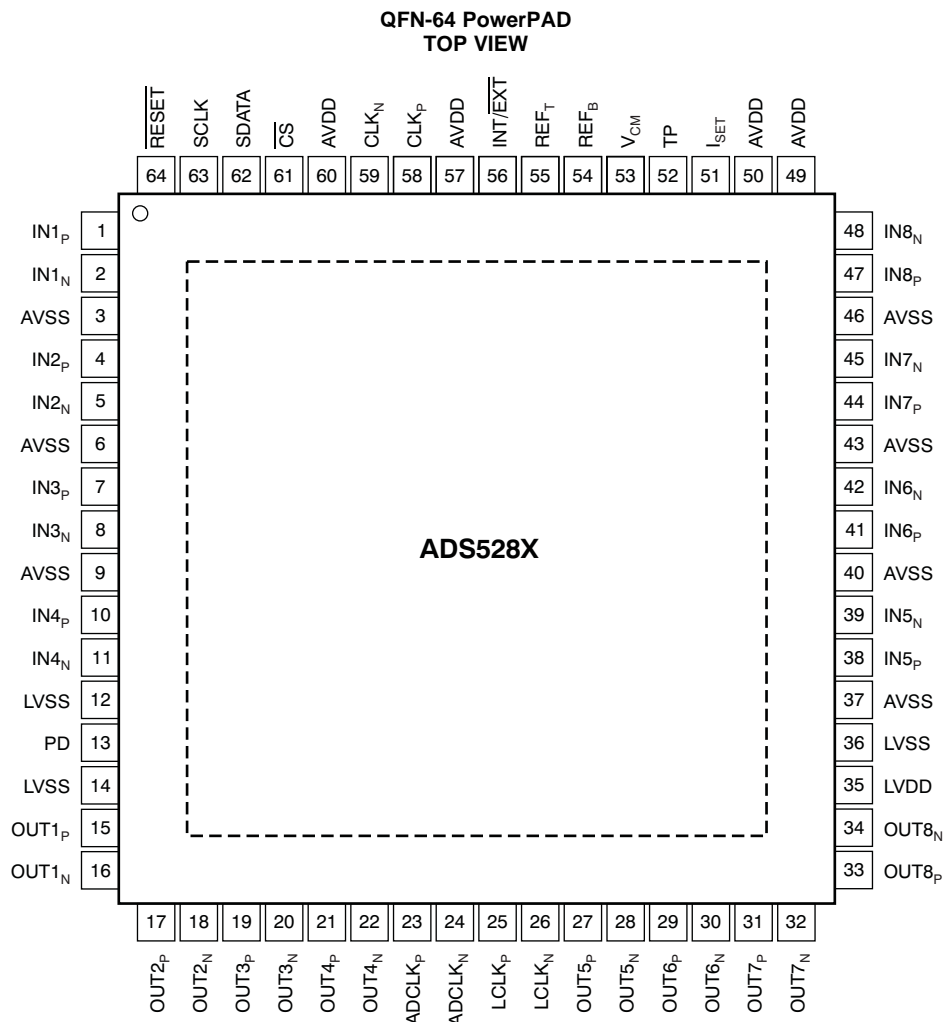 QFN-64 PowerPAD
TOP VIEW
RESET
SCLK
SDATA
CS
AVDD
CLKN
CLKP
AVDD
INT/EXT
REFT
REFB
VCM
TP
ISET
AVDD
AVDD
64 63 62 61 60 59 58 57 56 55 54 53 52 51 50 49
IN1P 1
IN1N 2
AVSS 3
IN2P 4
IN2N 5
AVSS 6
IN3P 7
IN3N 8
AVSS 9
IN4P 10
IN4N 11
LVSS 12
PD 13
LVSS 14
OUT1P 15
OUT1N 16
ADS528X
48 IN8N
47 IN8P
46 AVSS
45 IN7N
44 IN7P
43 AVSS
42 IN6N
41 IN6P
40 AVSS
39 IN5N
38 IN5P
37 AVSS
36 LVSS
35 LVDD
34 OUT8N
33 OUT8P
17 18 19 20 21 22 23 24 25 26 27 28 29 30 31 32
OUT2P
OUT2N
OUT3P
OUT3N
OUT4P
OUT4N
ADCLKP
ADCLKN
LCLKP
LCLKN
OUT5P
OUT5N
OUT6P
OUT6N
OUT7P
OUT7N